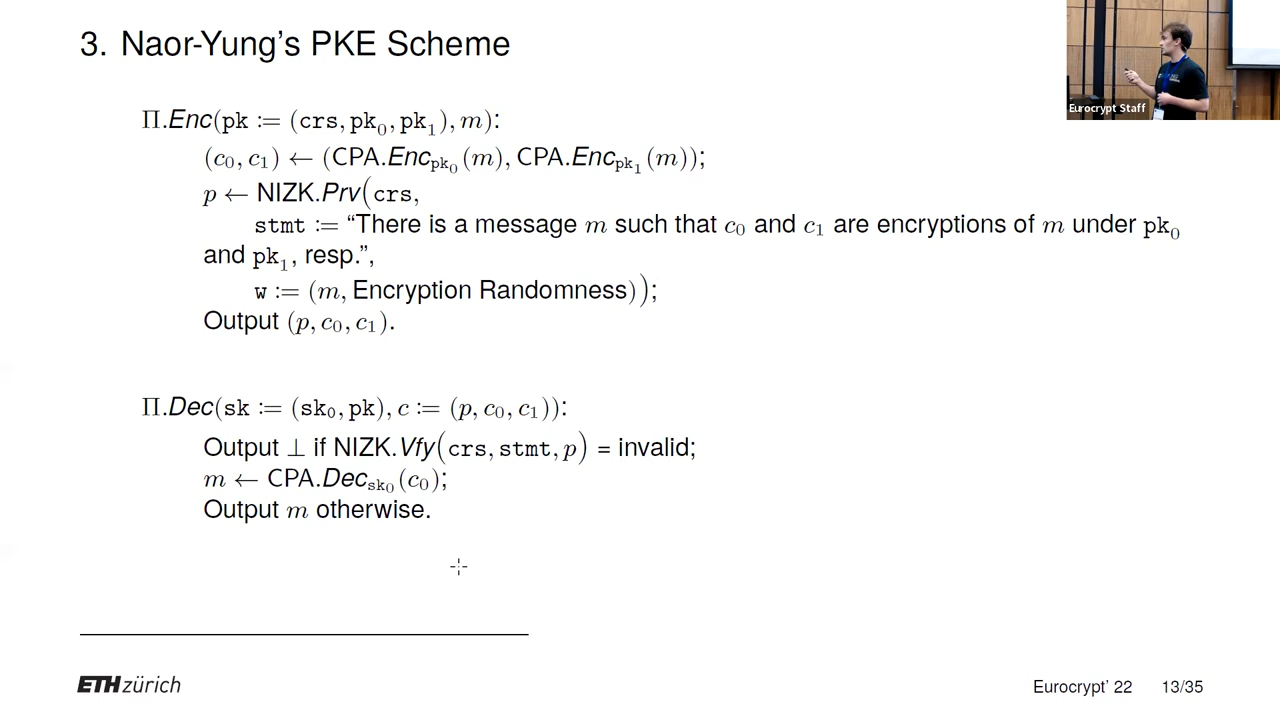 3. Naor-Yung's PKE Scheme
Eurocrypt Staff
Π.Enc(pk := (crs, pk₀, pk₁), m):
(c₀, c₁) ← (CPA.Enc_pk₀(m), CPA.Enc_pk₁(m));
p ← NIZK.Prv(crs,
stmt := “There is a message m such that c₀ and c₁ are encryptions of m under pk₀
and pk₁, resp.”,
w := (m, Encryption Randomness));
Output (p, c₀, c₁).
Π.Dec(sk := (sk₀, pk), c := (p, c₀, c₁)):
Output ⊥ if NIZK.Vfy(crs, stmt, p) = invalid;
m ← CPA.Dec_sk₀(c₀);
Output m otherwise.
ETH zürich
Eurocrypt' 22 13/35